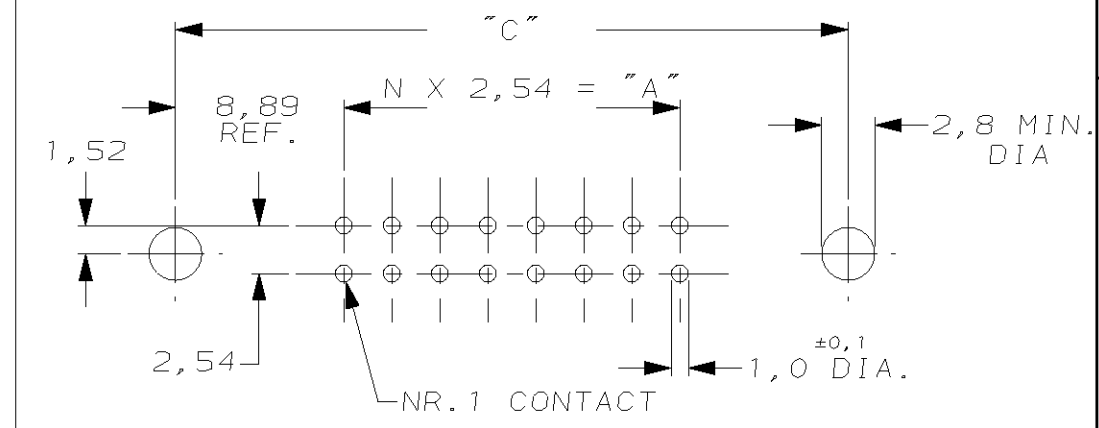 "C"
N X 2,54 = "A"
8,89
REF.
1,52
2,8 MIN.
DIA
2,54
±0,1
1,0 DIA.
NR.1 CONTACT